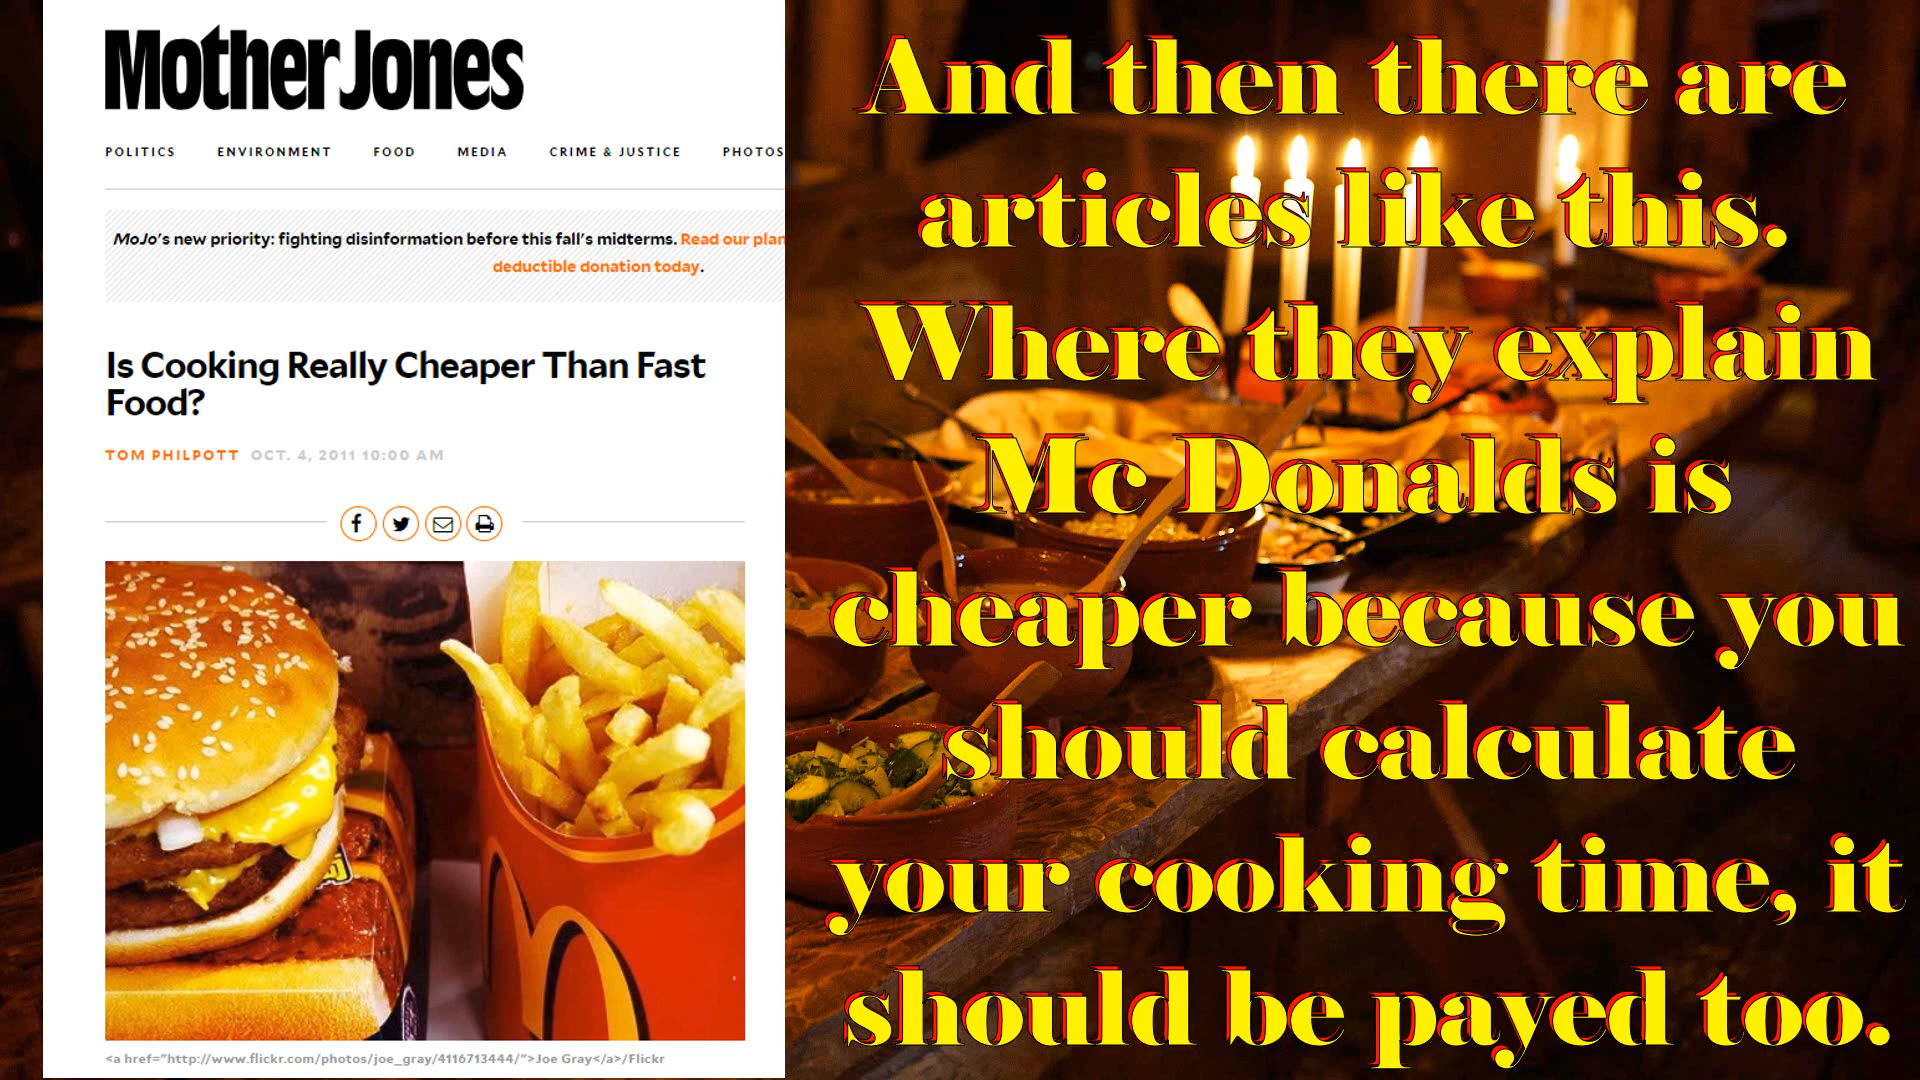 Mother Jones
POLITICS ENVIRONMENT FOOD MEDIA CRIME & JUSTICE PHOTOS
MoJo's new priority: fighting disinformation before this fall's midterms. Read our plan
deductible donation today.
Is Cooking Really Cheaper Than Fast
Food?
TOM PHILPOTT OCT. 4, 2011 10:00 AM
<a href="http://www.flickr.com/photos/joe_gray/4116713444/">Joe Gray</a>/Flickr
And then there are
articles like this.
Where they explain
Mc Donalds is
cheaper because you
should calculate
your cooking time, it
should be payed too.